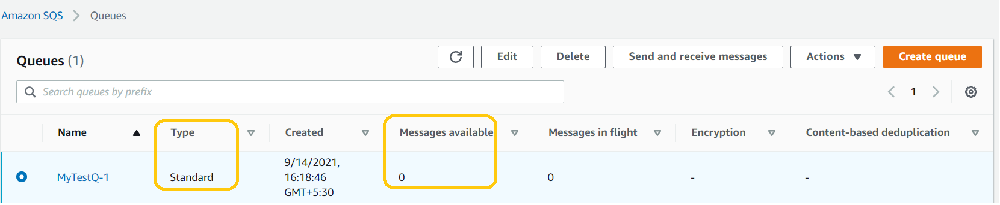 Amazon SQS > Queues
Queues (1)
Edit
Delete
Send and receive messages
Actions
Create queue
Search queues by prefix
1
Name Type Created Messages available Messages in flight Encryption Content-based deduplication
MyTestQ-1 Standard 9/14/2021, 16:18:46 GMT+5:30 0 0 - -